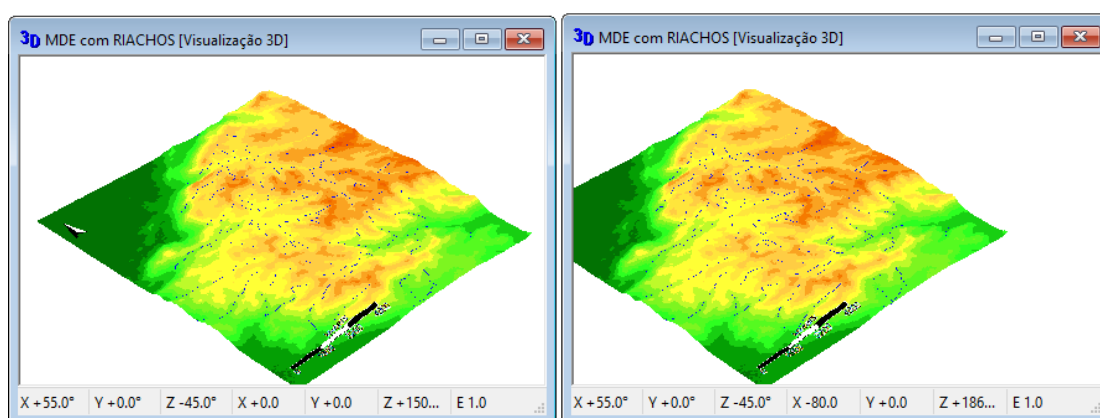 3D MDE com RIACHOS [Visualização 3D]
X +55.0° Y +0.0° Z -45.0° X +0.0 Y +0.0 Z +150... E 1.0
3D MDE com RIACHOS [Visualização 3D]
X +55.0° Y +0.0° Z -45.0° X -80.0 Y +0.0 Z +186... E 1.0